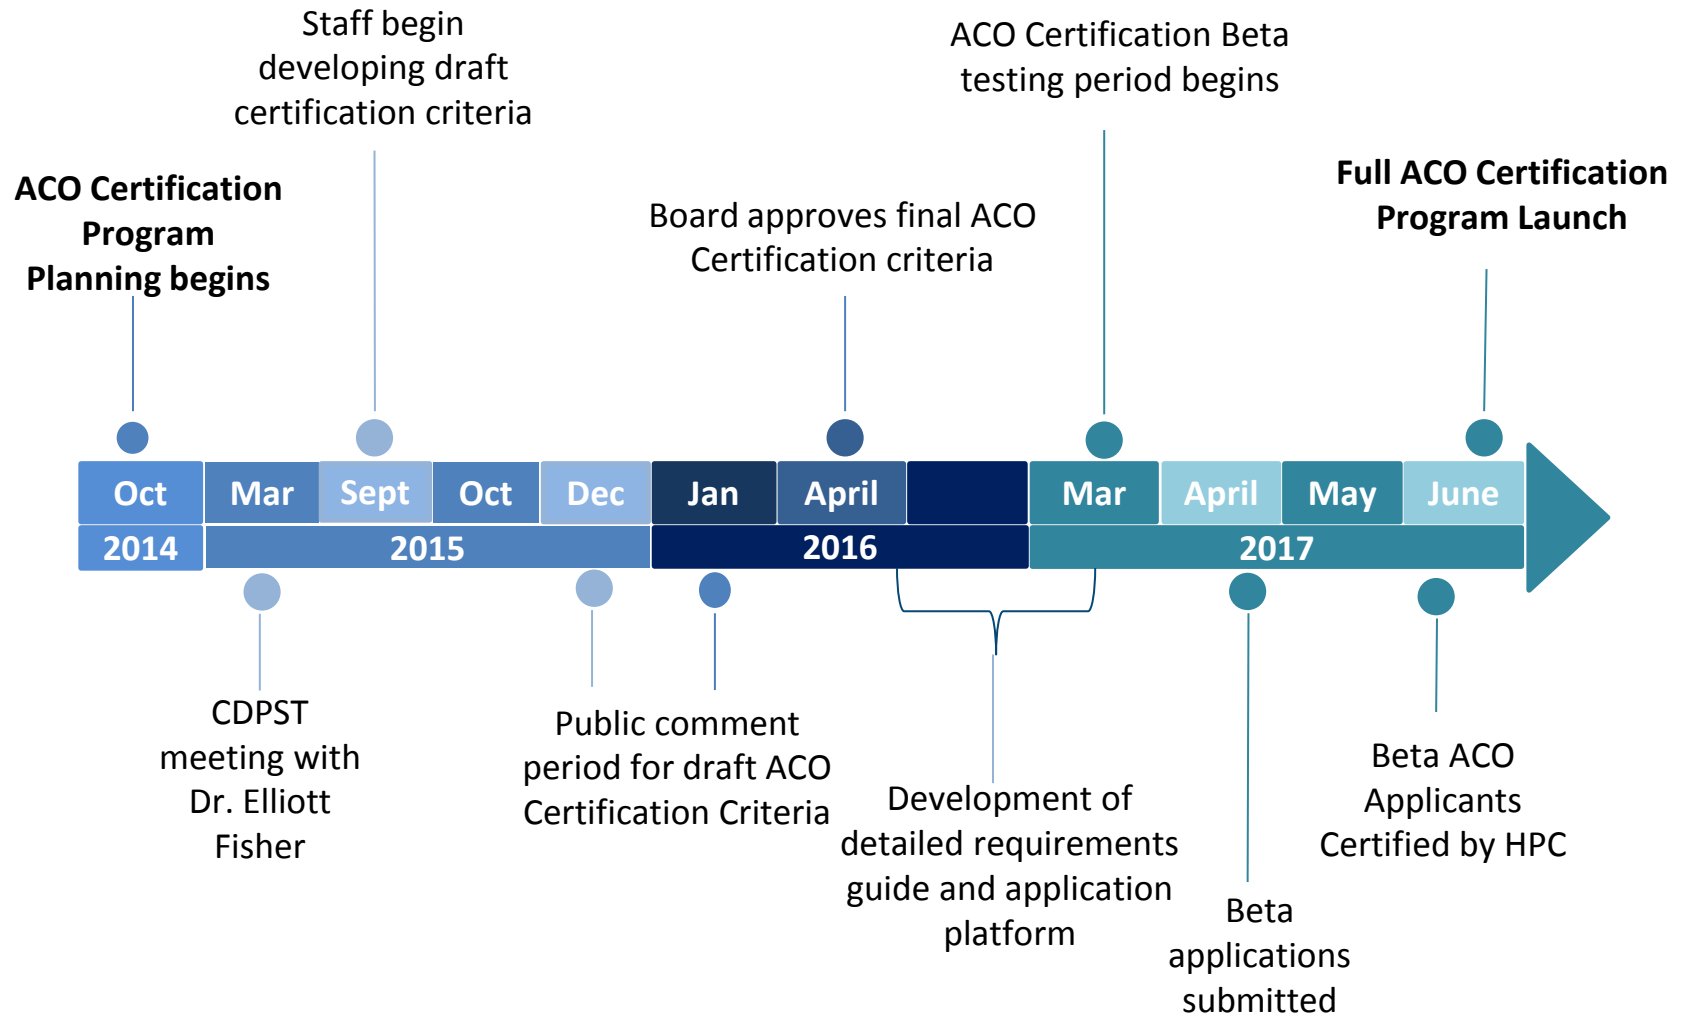 Staff begin
developing draft
certification criteria
ACO Certification Beta
testing period begins
ACO Certification
Program
Planning begins
Board approves final ACO
Certification criteria
Full ACO Certification
Program Launch
Oct
Mar
Sept
Oct
Dec
Jan
April
Mar
April
May
June
2014
2015
2016
2017
CDPST
meeting with
Dr. Elliott
Fisher
Public comment
period for draft ACO
Certification Criteria
Development of
detailed requirements
guide and application
platform
Beta
applications
submitted
Beta ACO
Applicants
Certified by HPC